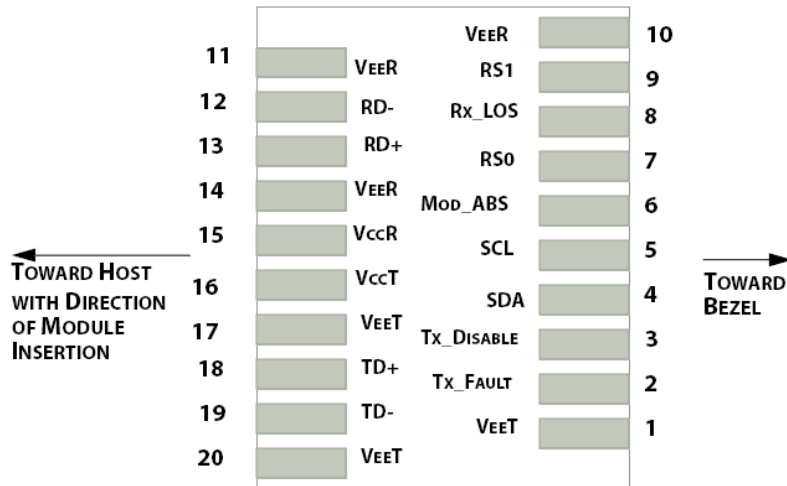 11 VEER
12 RD-
13 RD+
14 VEER
15 VCCR
16 VCCT
17 VEET
18 TD+
19 TD-
20 VEET
VEER 10
RS1 9
RX_LOS 8
RS0 7
MOD_ABS 6
SCL 5
SDA 4
TX_DISABLE 3
TX_FAULT 2
VEET 1
TOWARD HOST
WITH DIRECTION
OF MODULE
INSERTION
TOWARD
BEZEL